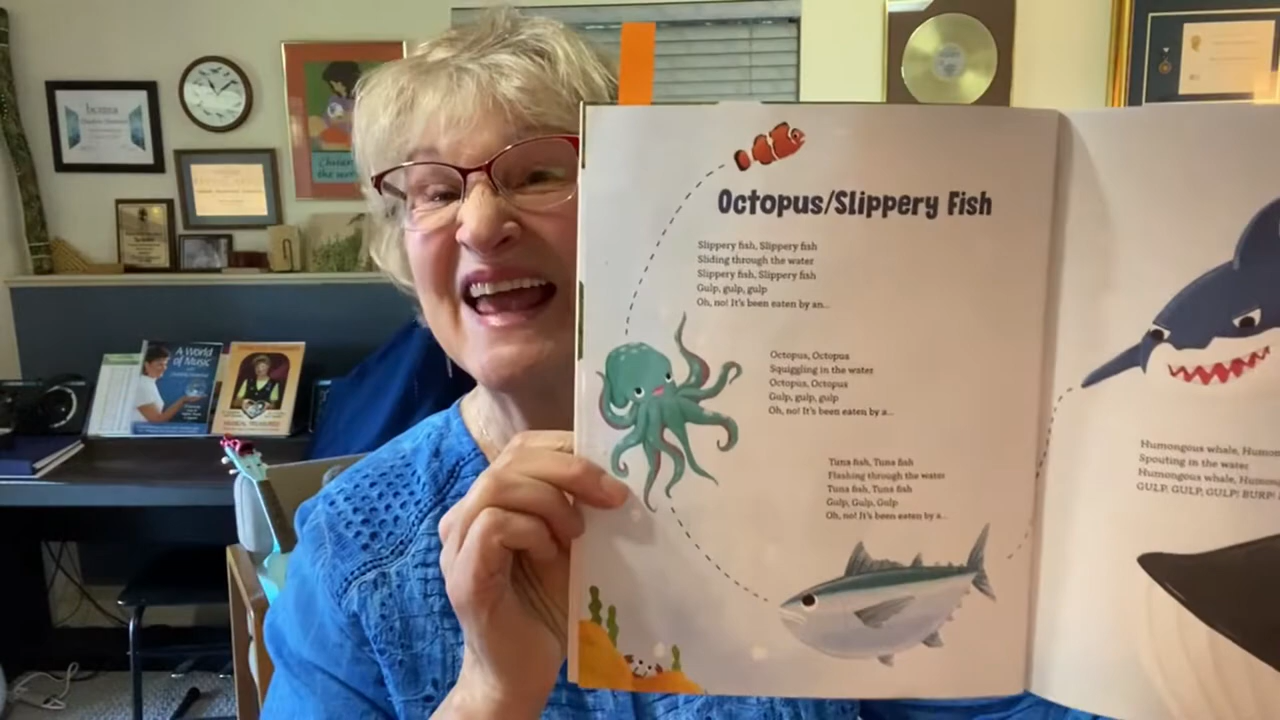 Octopus/Slippery Fish
Slippery fish, Slippery fish
Sliding through the water
Slippery fish, Slippery fish
Gulp, gulp, gulp
Oh, no! It's been eaten by an...
Octopus, Octopus
Squiggling in the water
Octopus, Octopus
Gulp, gulp, gulp
Oh, no! It's been eaten by a...
Tuna fish, Tuna fish
Flashing through the water
Tuna fish, Tuna fish
Gulp, Gulp, Gulp
Oh, no! It's been eaten by a...
Humongous whale, Humon
Spouting in the water
Humongous whale, Humong
GULP, GULP, GULP! BURP!
A World
of Music
the wor